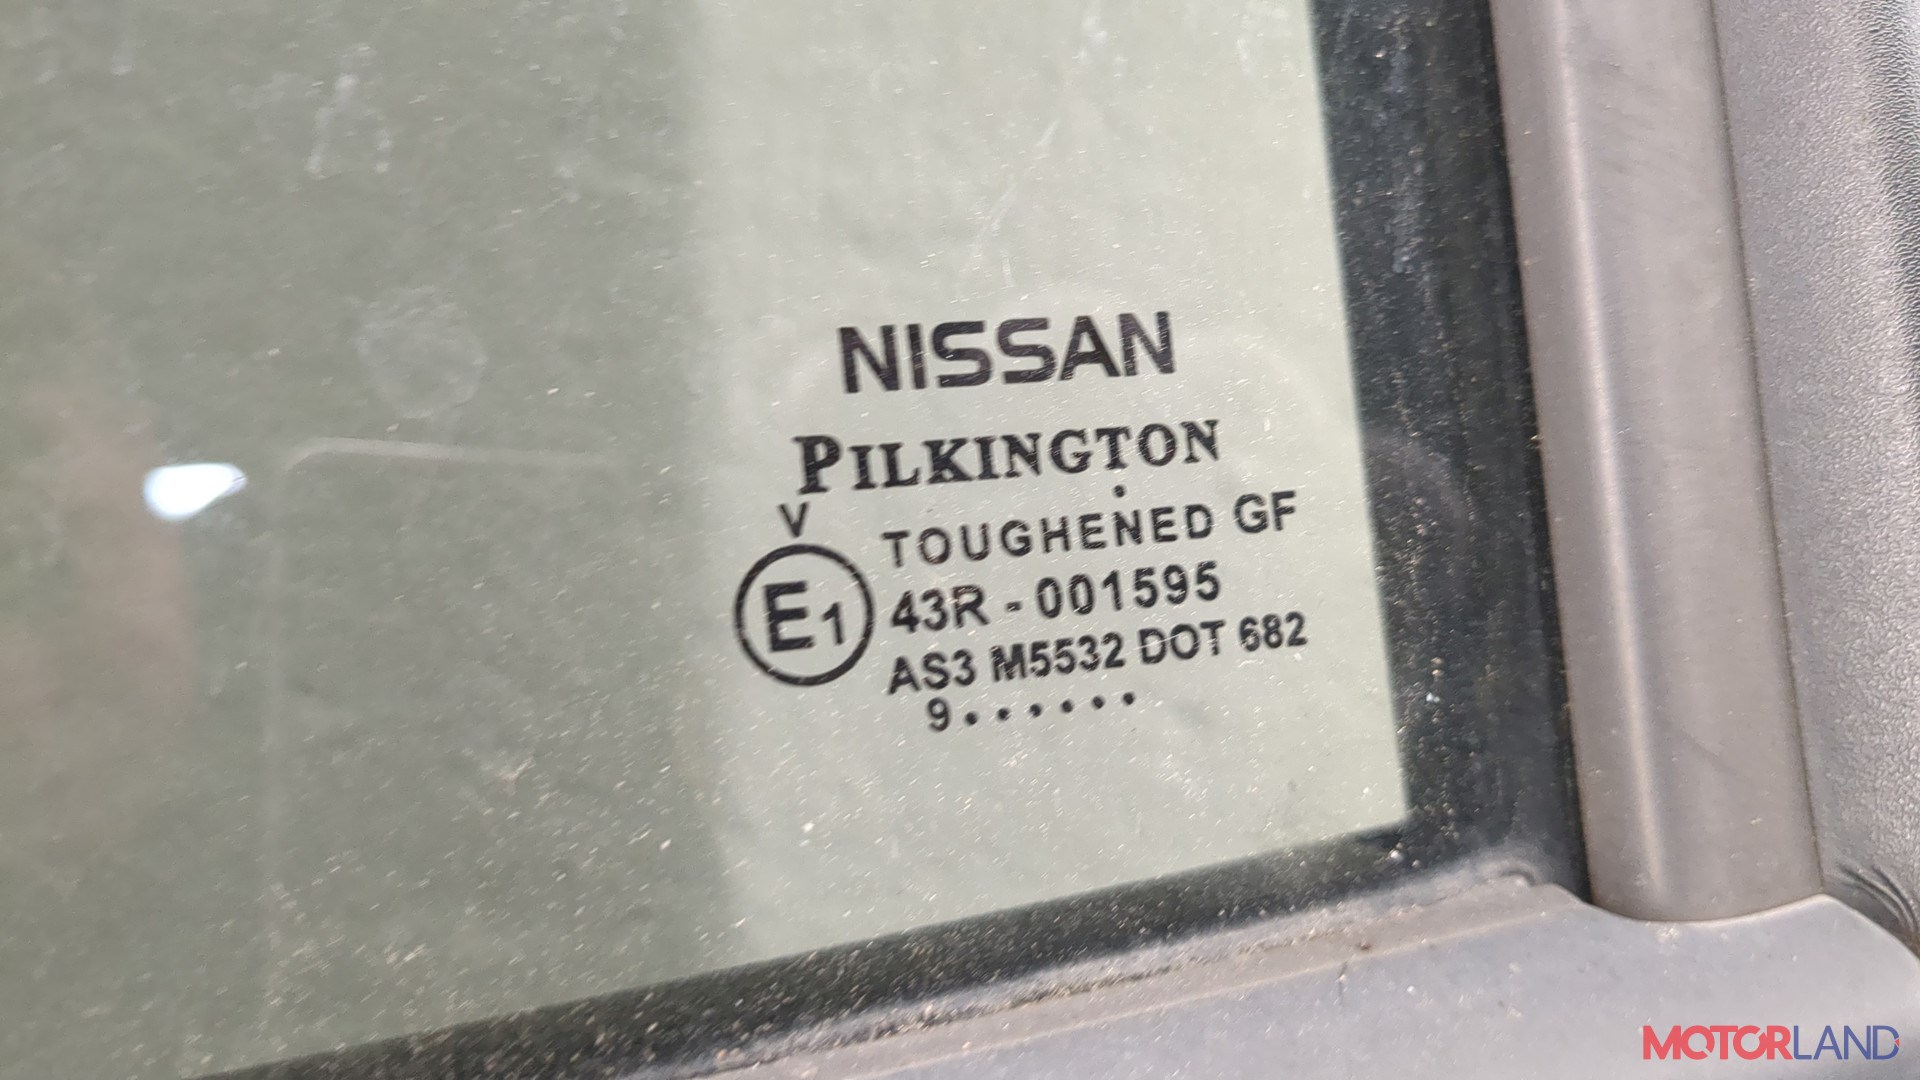 NISSAN
PILKINGTON
V
TOUGHENED GF
E1
43R - 001595
AS3 M5532 DOT 682
9••••••
MOTORLAND